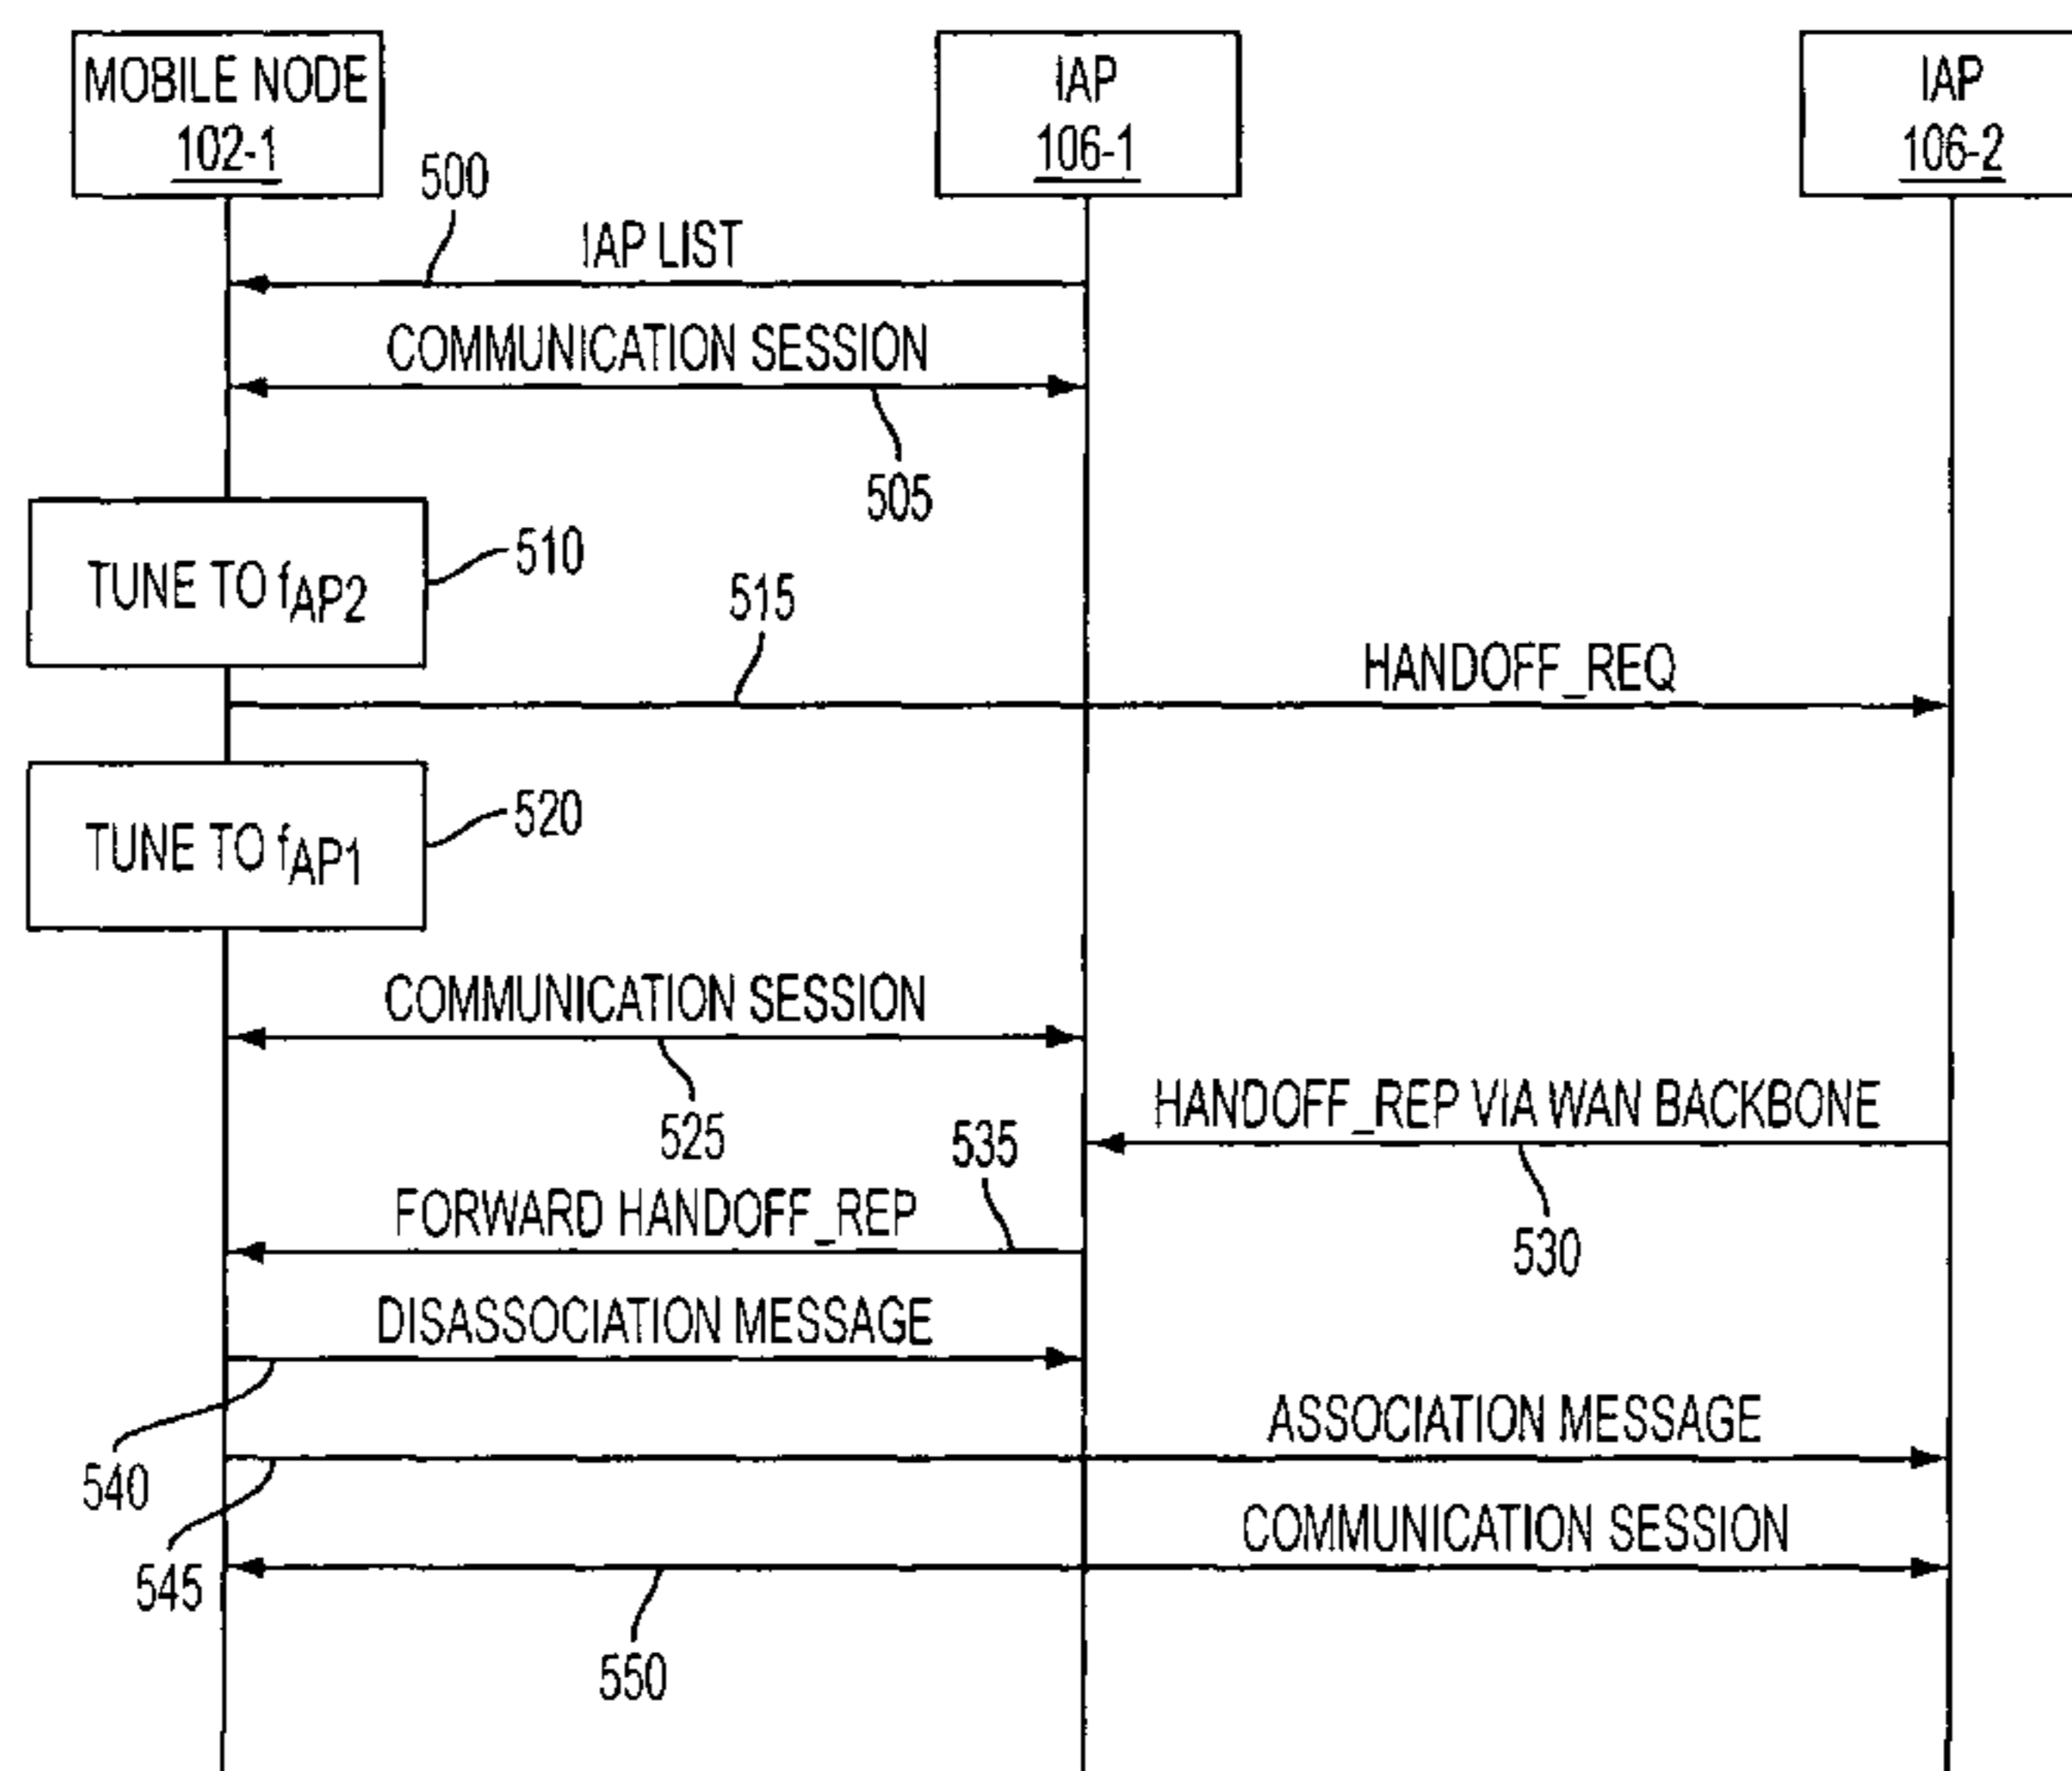 MOBILE NODE
102-1
IAP
106-1
IAP
106-2
500
IAP LIST
COMMUNICATION SESSION
505
TUNE TO fAP2
510
515
HANDOFF_REQ
TUNE TO fAP1
520
COMMUNICATION SESSION
525
HANDOFF_REP VIA WAN BACKBONE
530
535
FORWARD HANDOFF_REP
DISASSOCIATION MESSAGE
540
ASSOCIATION MESSAGE
545
COMMUNICATION SESSION
550